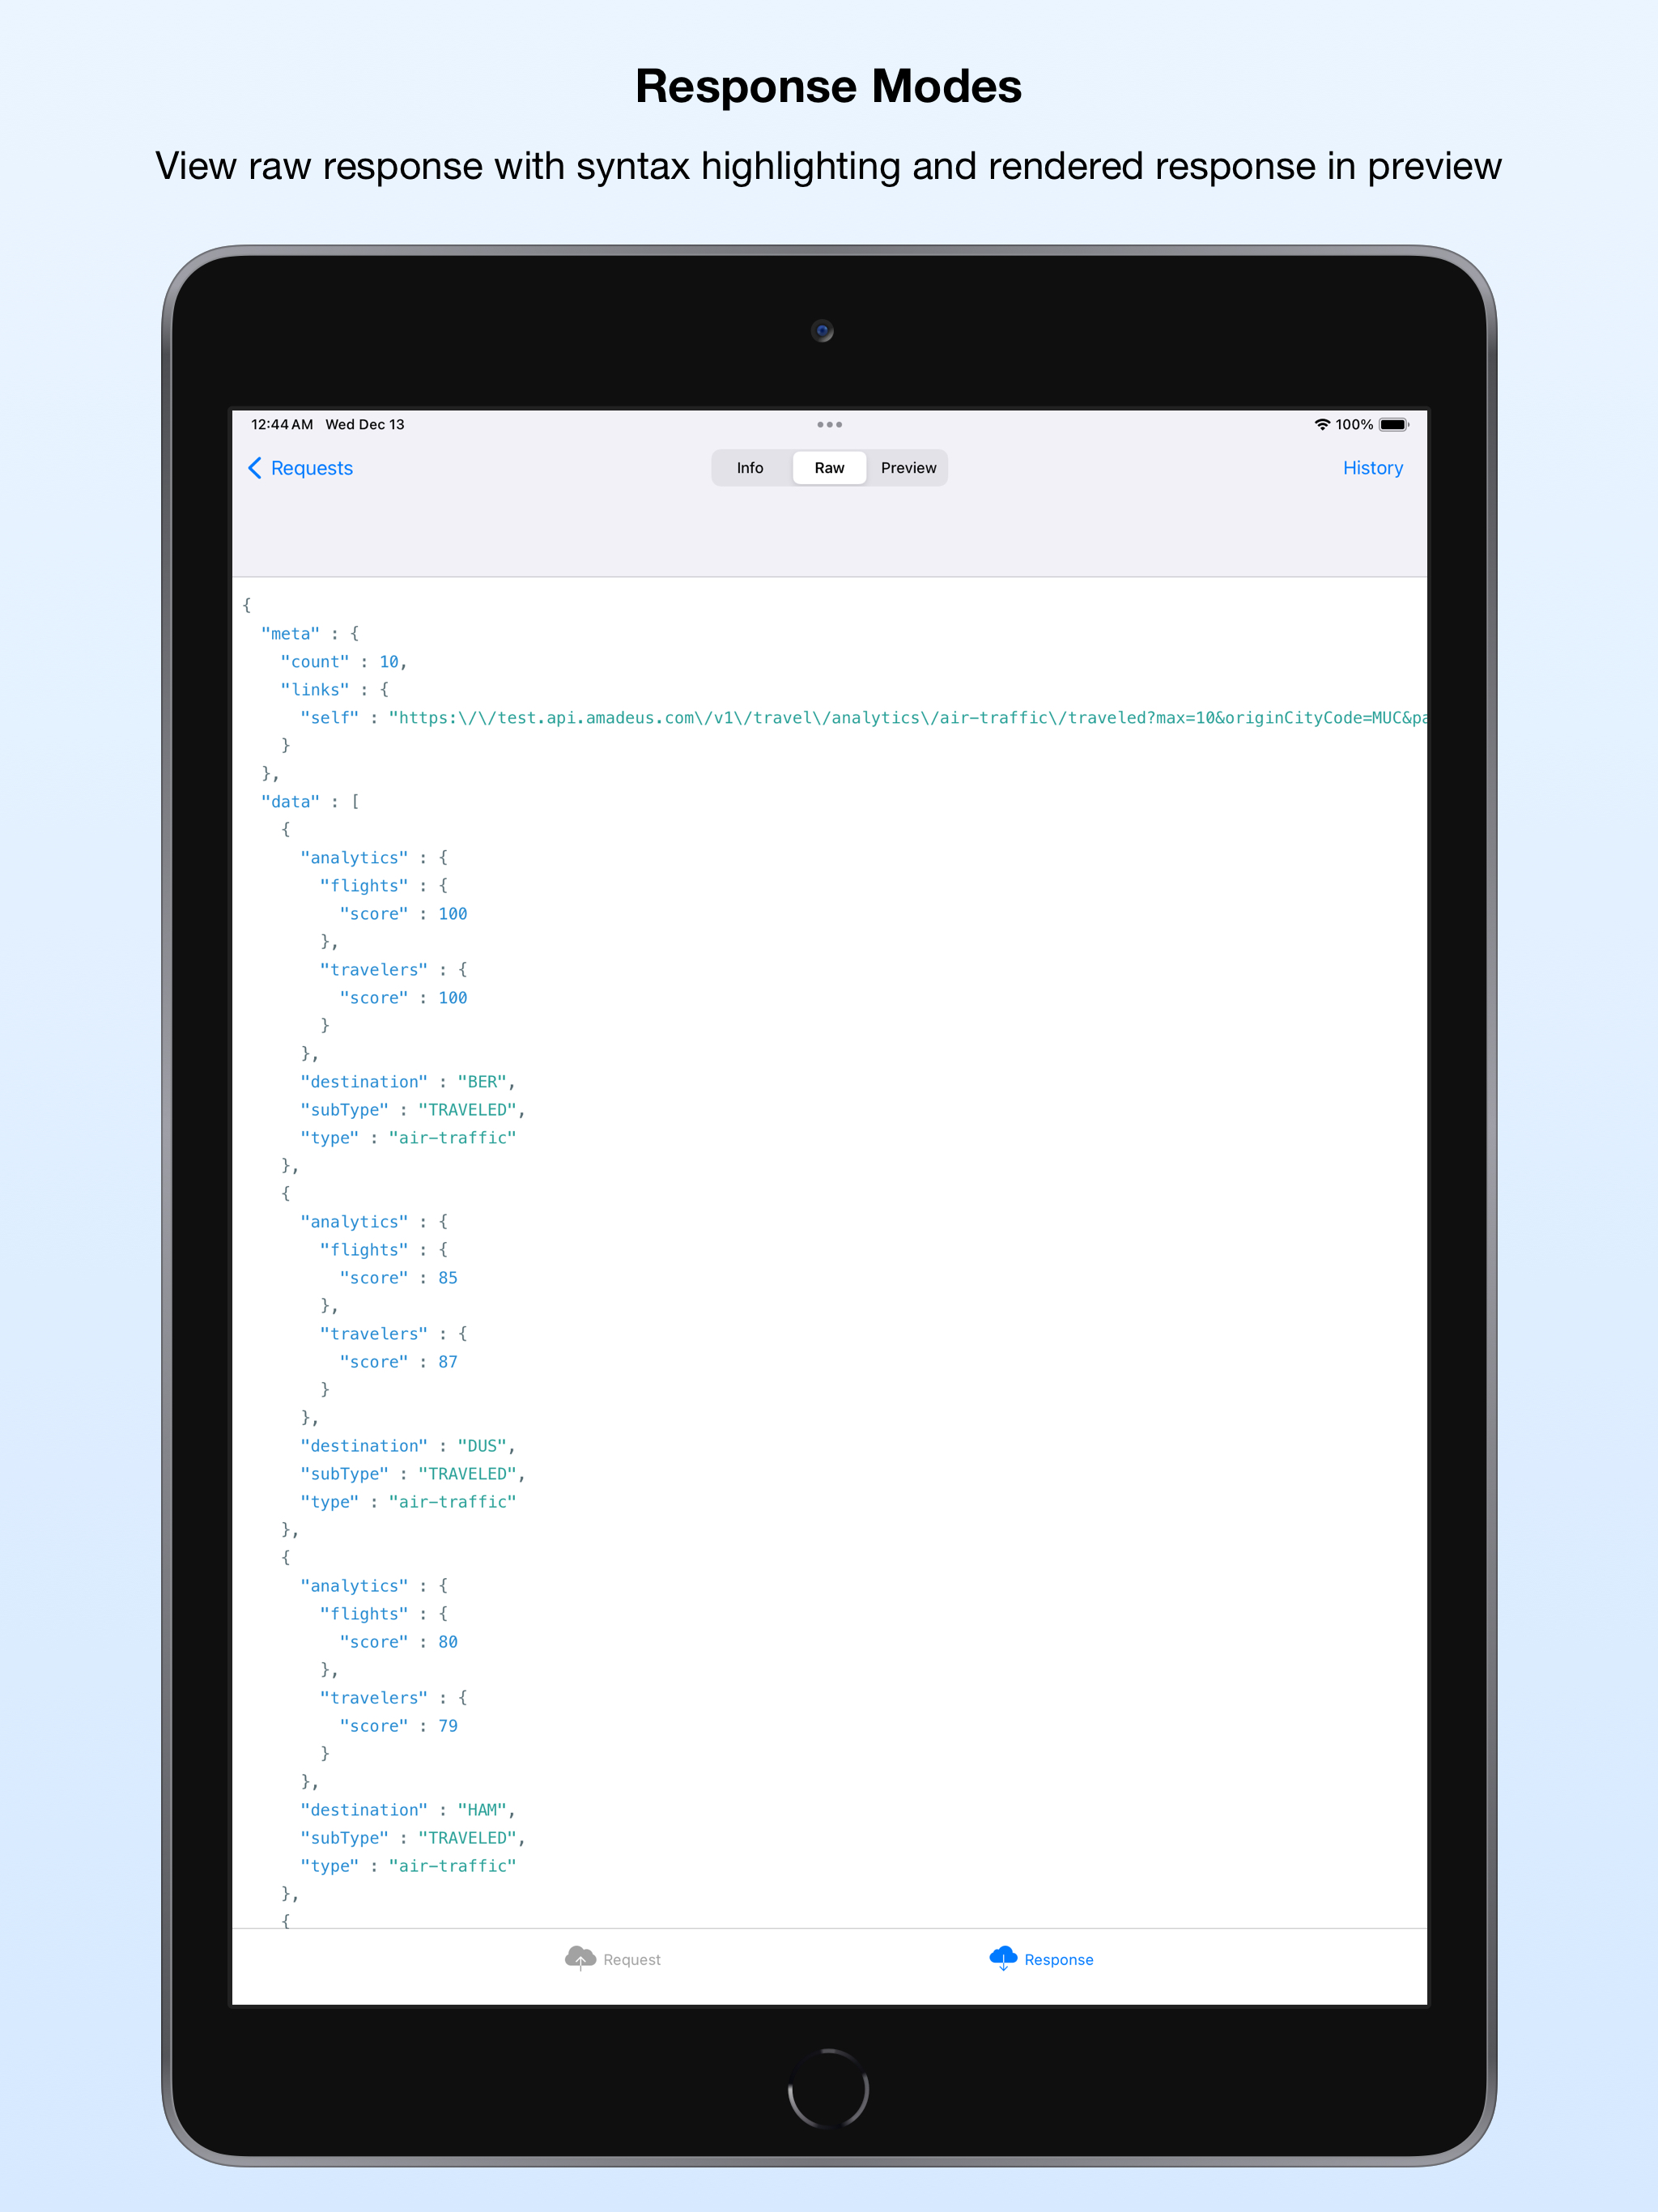 Response Modes
View raw response with syntax highlighting and rendered response in preview
12:44 AM Wed Dec 13 100%
Requests Info Raw Preview History
{
  "meta" : {
    "count" : 10,
    "links" : {
      "self" : "https:\/\/test.api.amadeus.com\/v1\/travel\/analytics\/air-traffic\/traveled?max=10&originCityCode=MUC&pa
    }
  },
  "data" : [
    {
      "analytics" : {
        "flights" : {
          "score" : 100
        },
        "travelers" : {
          "score" : 100
        }
      },
      "destination" : "BER",
      "subType" : "TRAVELED",
      "type" : "air-traffic"
    },
    {
      "analytics" : {
        "flights" : {
          "score" : 85
        },
        "travelers" : {
          "score" : 87
        }
      },
      "destination" : "DUS",
      "subType" : "TRAVELED",
      "type" : "air-traffic"
    },
    {
      "analytics" : {
        "flights" : {
          "score" : 80
        },
        "travelers" : {
          "score" : 79
        }
      },
      "destination" : "HAM",
      "subType" : "TRAVELED",
      "type" : "air-traffic"
    },
    {
Request Response